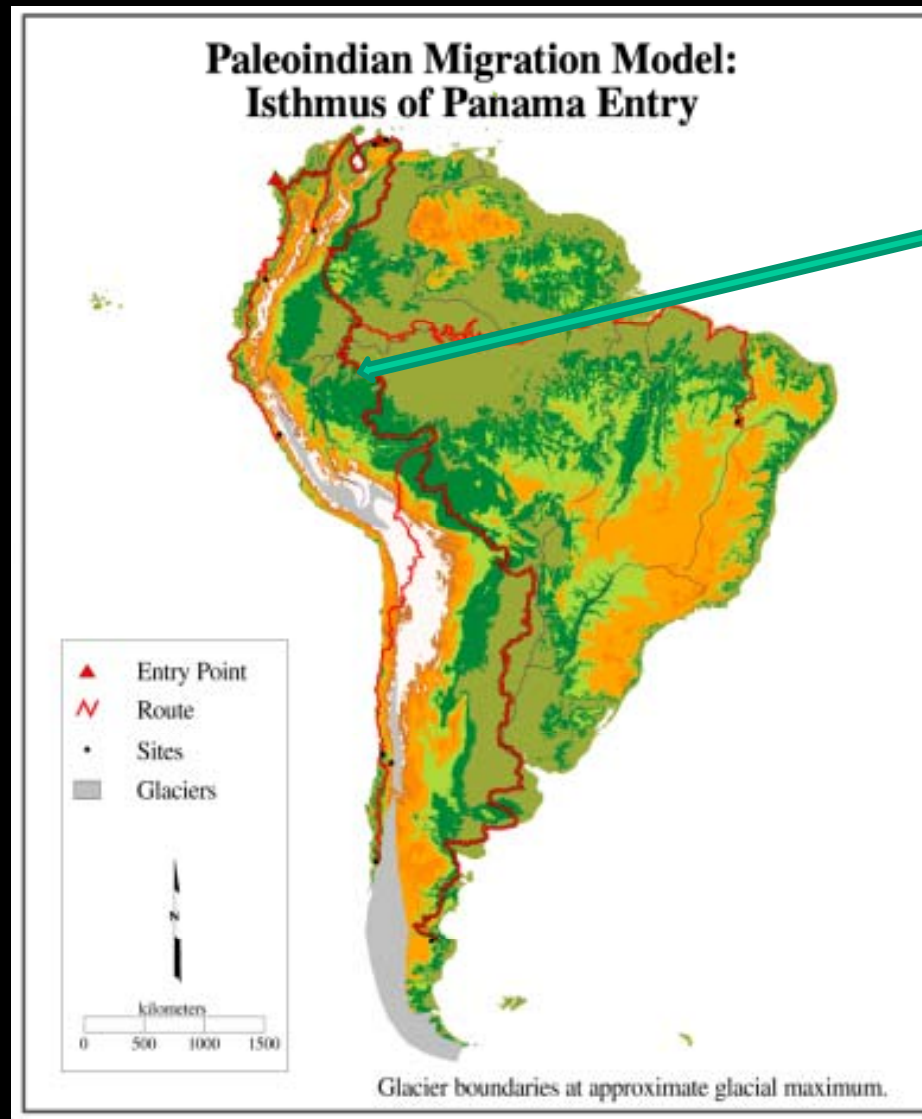 Paleoindian Migration Model:
Isthmus of Panama Entry
Entry Point
Route
Sites
Glaciers
N
kilometers
0 500 1000 1500
Glacier boundaries at approximate glacial maximum.